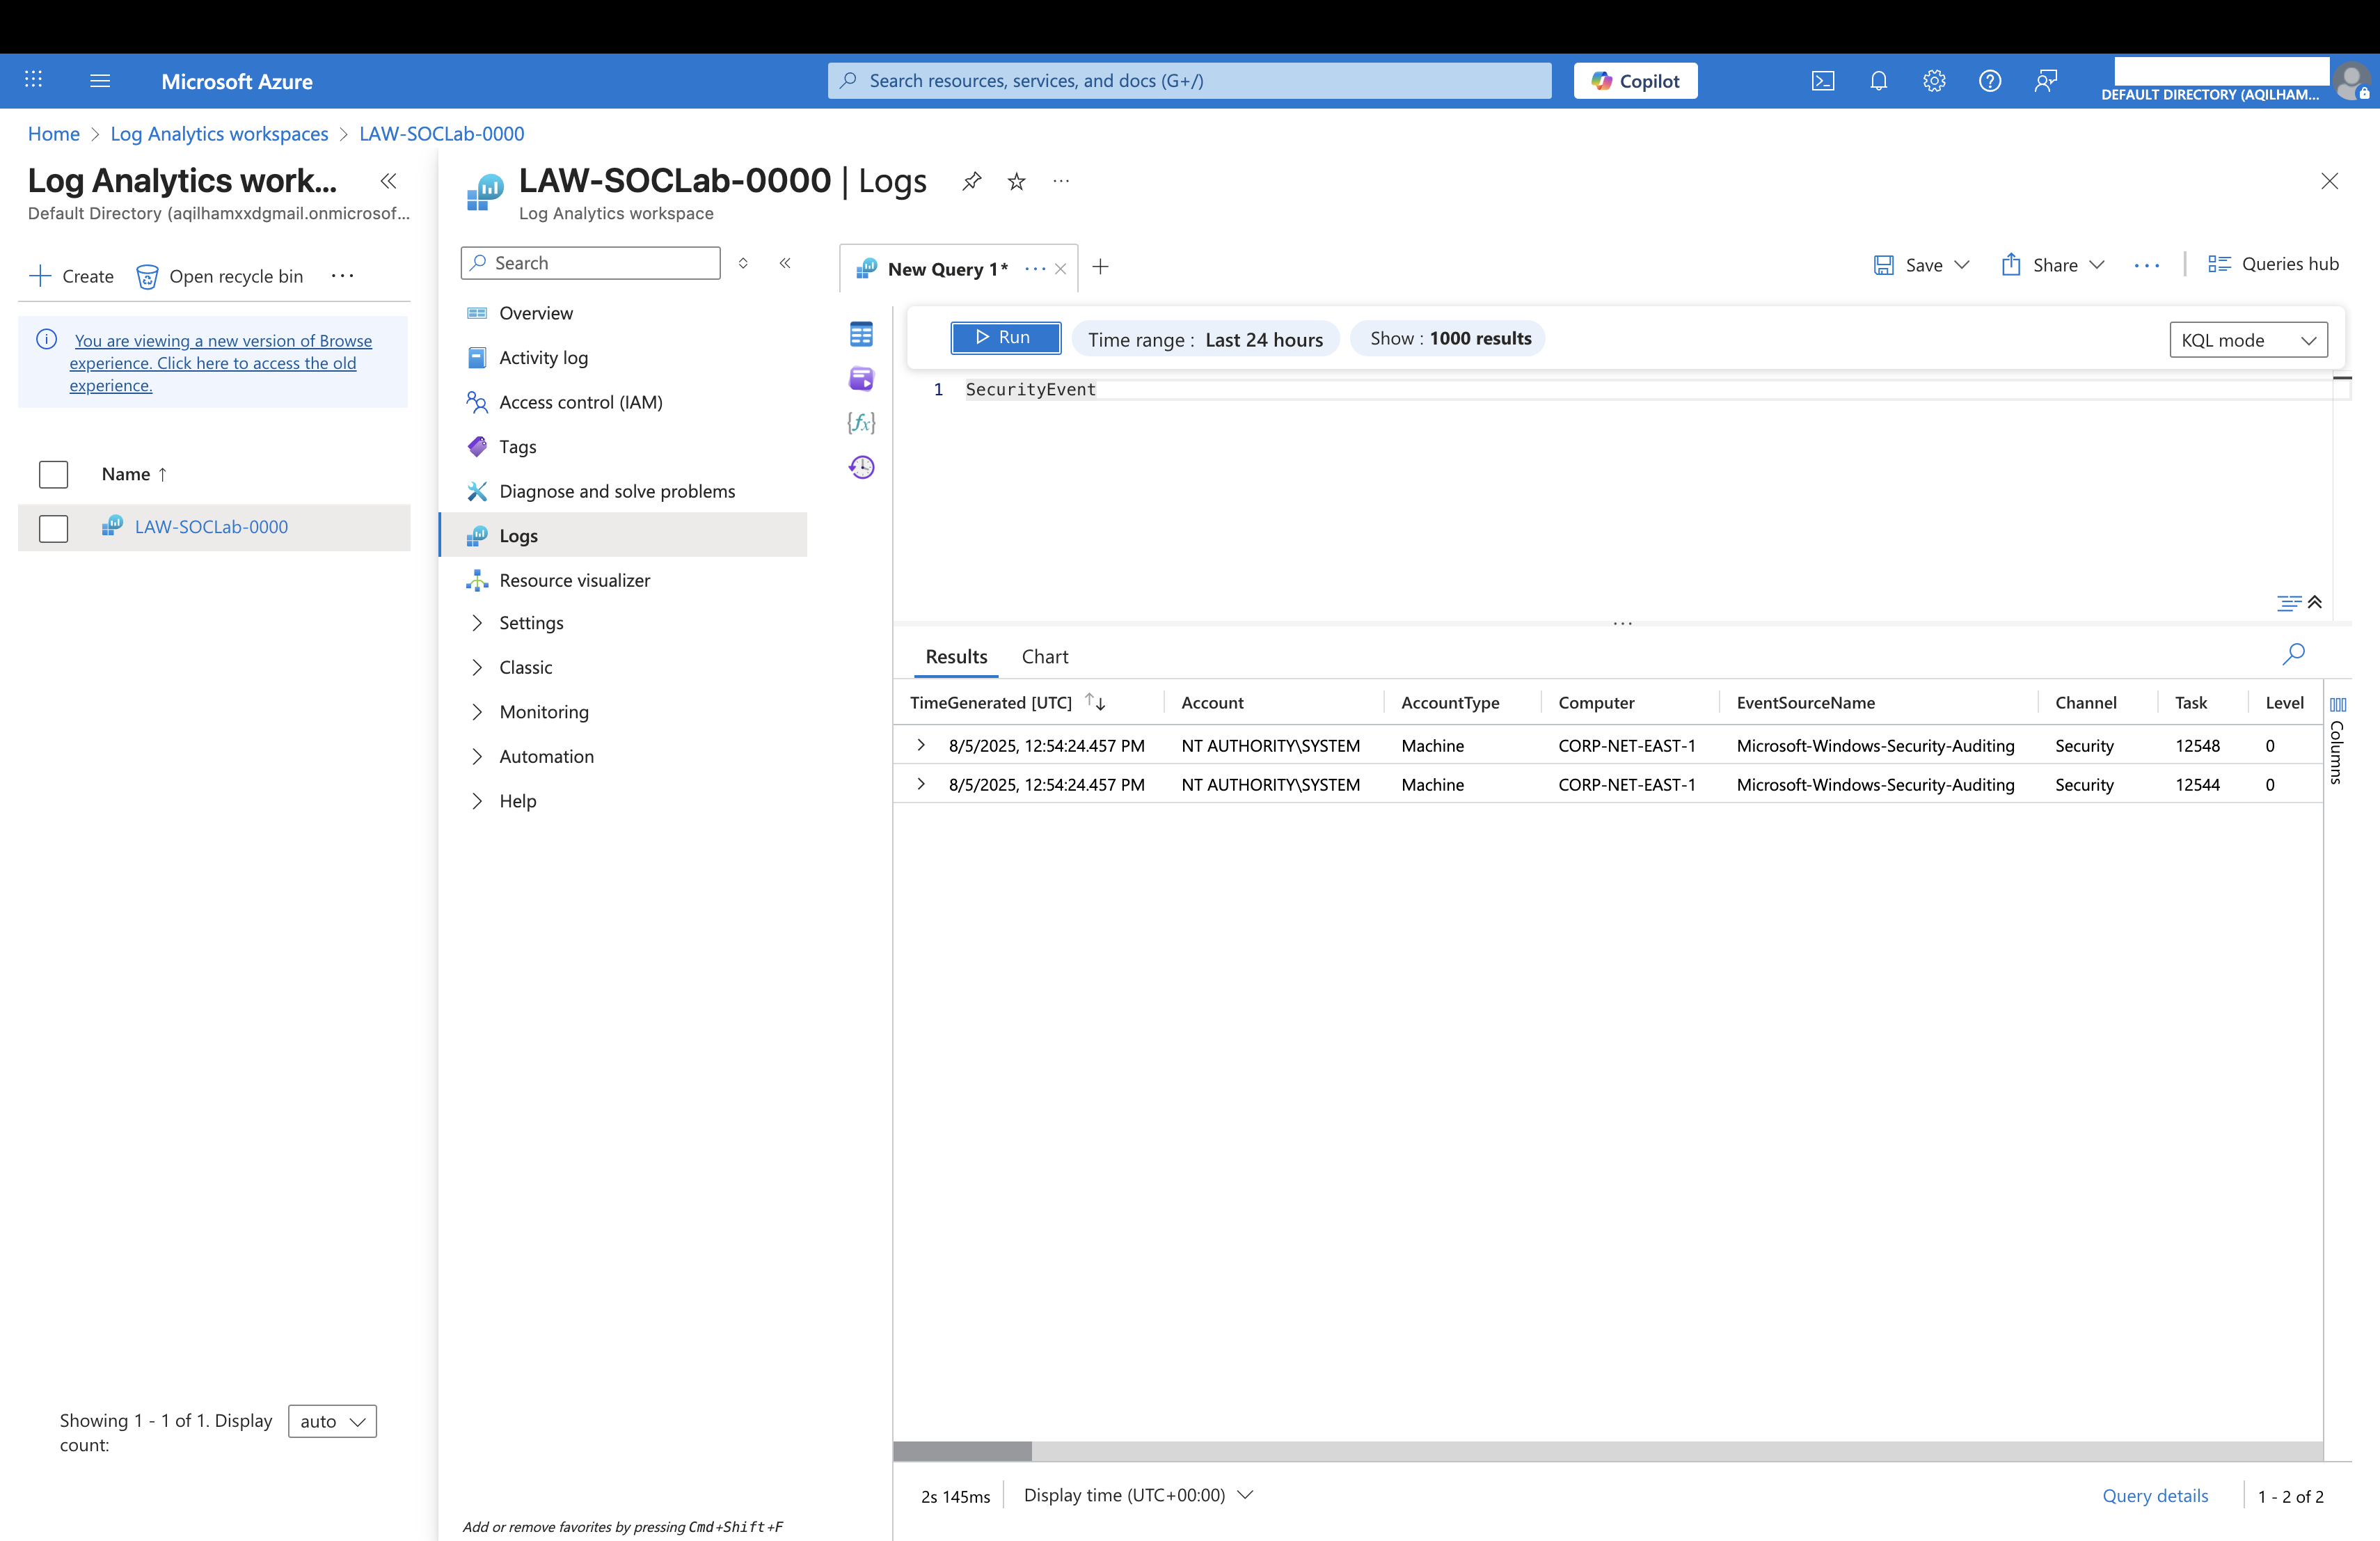 Microsoft Azure
Search resources, services, and docs (G+/)
Copilot
DEFAULT DIRECTORY (AQILHAM...
Home > Log Analytics workspaces > LAW-SOCLab-0000
Log Analytics work...
Default Directory (aqilhamxxdgmail.onmicrosof...
Create
Open recycle bin
...
You are viewing a new version of Browse
experience. Click here to access the old
experience.
Name ↑
LAW-SOCLab-0000
Showing 1 - 1 of 1. Display
count:
auto
LAW-SOCLab-0000 | Logs
Log Analytics workspace
Search
Overview
Activity log
Access control (IAM)
Tags
Diagnose and solve problems
Logs
Resource visualizer
Settings
Classic
Monitoring
Automation
Help
Add or remove favorites by pressing Cmd+Shift+F
New Query 1*
Save
Share
Queries hub
Run
Time range : Last 24 hours
Show : 1000 results
KQL mode
1 SecurityEvent
Results
Chart
TimeGenerated [UTC] Account AccountType Computer EventSourceName Channel Task Level
8/5/2025, 12:54:24.457 PM NT AUTHORITY\SYSTEM Machine CORP-NET-EAST-1 Microsoft-Windows-Security-Auditing Security 12548 0
8/5/2025, 12:54:24.457 PM NT AUTHORITY\SYSTEM Machine CORP-NET-EAST-1 Microsoft-Windows-Security-Auditing Security 12544 0
Columns
2s 145ms
Display time (UTC+00:00)
Query details
1 - 2 of 2